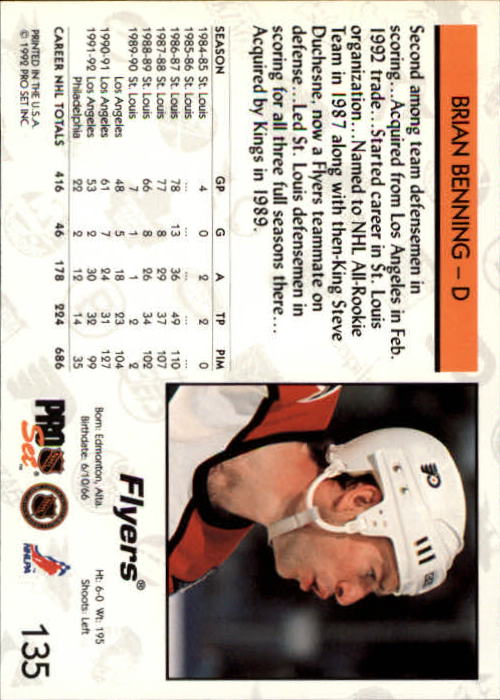 BRIAN BENNING – D
Second among team defensemen in
scoring...Acquired from Los Angeles in Feb.
1992 trade...Started career in St. Louis
organization...Named to NHL All-Rookie
Team in 1987 along with then-King Steve
Duchesne, now a Flyers teammate on
defense...Led St. Louis defensemen in
scoring for all three full seasons there...
Acquired by Kings in 1989.
SEASON GP G A TP PIM
1984-85 St. Louis 4 0 2 2 0
1985-86 St. Louis ... ... ... ... ...
1986-87 St. Louis 78 13 36 49 110
1987-88 St. Louis 77 8 29 37 107
1988-89 St. Louis 66 8 26 34 102
1989-90 St. Louis 7 1 1 2 2
Los Angeles 48 5 18 23 104
1990-91 Los Angeles 61 7 24 31 127
1991-92 Los Angeles 53 2 30 32 99
Philadelphia 22 2 12 14 35
CAREER NHL TOTALS 416 46 178 224 686
PRINTED IN THE U.S.A.
© 1992 PRO SET INC.
Flyers®
Born: Edmonton, Alta. Ht: 6-0 Wt: 195
Birthdate: 6/10/66 Shoots: Left
PRO
Set™
NHL
NHLPA
135